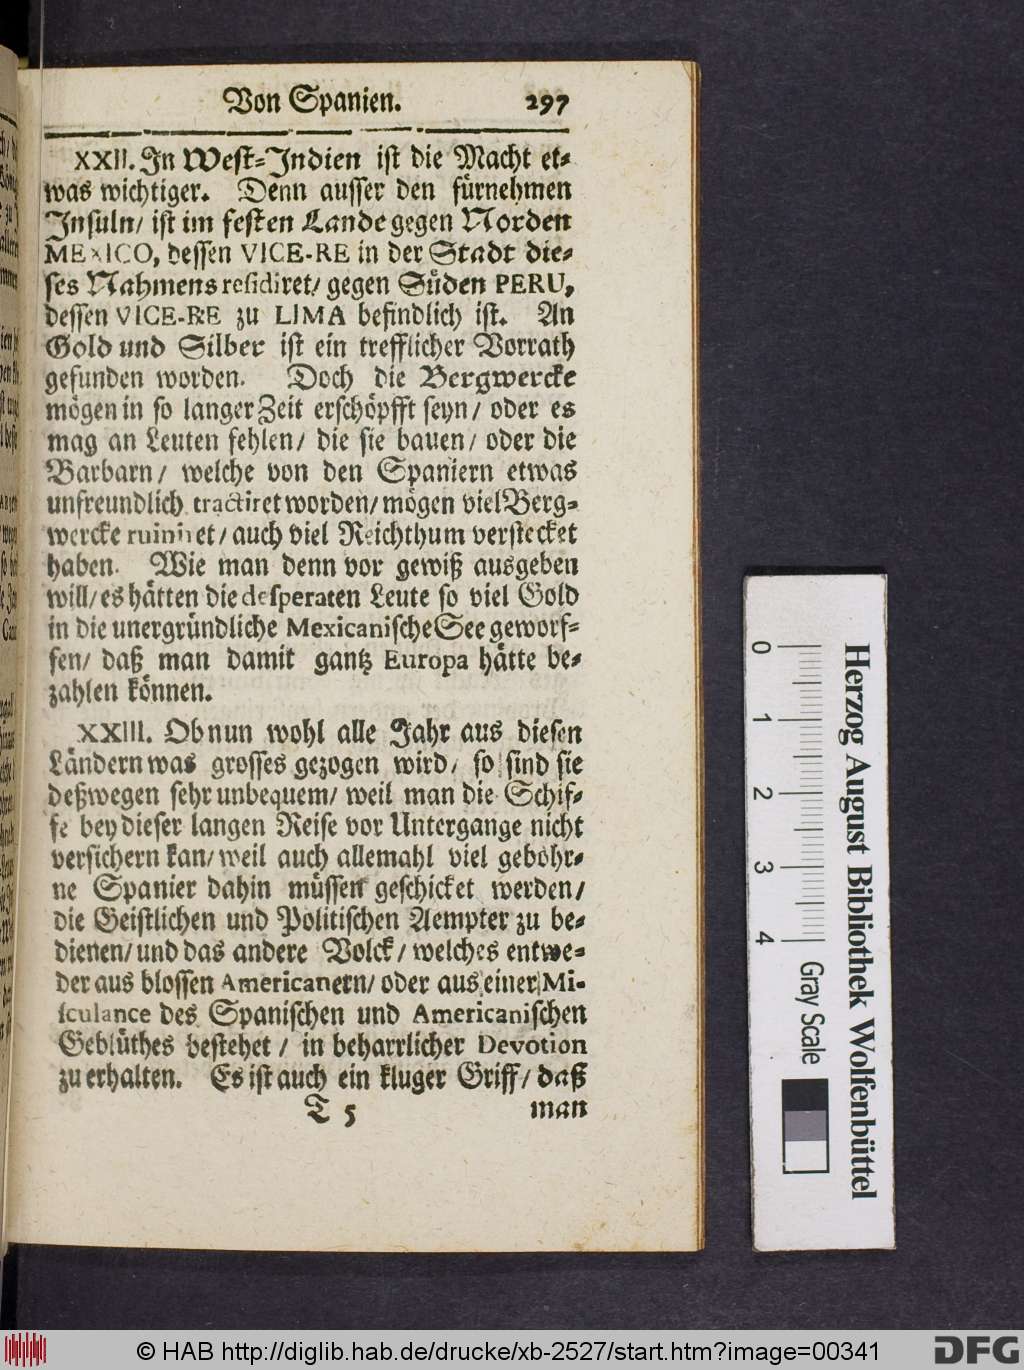 Von Spanien. 297
XXII. In West-Indien ist die Macht et-
was wichtiger. Denn ausser den fürnehmen
Insuln/ ist im festen Lande gegen Norden
MEXICO, dessen VICE-RE in der Stadt die-
ses Nahmens residiret/ gegen Süden PERU,
dessen VICE-RE zu LIMA befindlich ist. An
Gold und Silber ist ein trefflicher Vorrath
gefunden worden. Doch die Bergwercke
mögen in so langer Zeit erschöpfft seyn/ oder es
mag an Leuten fehlen/ die sie bauen/ oder die
Barbarn/ welche von den Spaniern etwas
unfreundlich tractiret worden/ mögen viel Berg-
wercke ruiniret/ auch viel Reichthum verstecket
haben. Wie man denn vor gewiß ausgeben
will/ es hätten die desperaten Leute so viel Gold
in die unergründliche Mexicanische See geworf-
fen/ daß man damit gantz Europa hätte be-
zahlen können.
XXIII. Ob nun wohl alle Jahr aus diesen
Ländern was grosses gezogen wird/ so sind sie
deßwegen sehr unbequem/ weil man die Schif-
fe bey dieser langen Reise vor Untergange nicht
versichern kan/ weil auch allemahl viel gebohr-
ne Spanier dahin müssen geschicket werden/
die Geistlichen und Politischen Aempter zu be-
dienen/ und das andere Volck/ welches entwe-
der aus blossen Americanern/ oder aus einer Mi-
sculance des Spanischen und Americanischen
Geblüthes bestehet/ in beharrlicher Devotion
zu erhalten. Es ist auch ein kluger Griff/ daß
T 5 man
0 1 2 3 4 Gray Scale
Herzog August Bibliothek Wolfenbüttel
© HAB http://diglib.hab.de/drucke/xb-2527/start.htm?image=00341
DFG